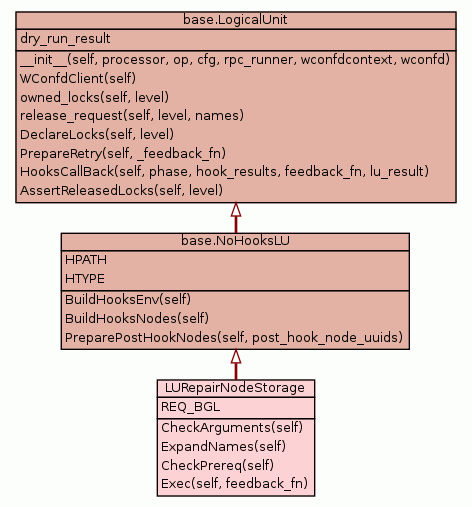 base.LogicalUnit
dry_run_result
__init__(self, processor, op, cfg, rpc_runner, wconfdcontext, wconfd)
WConfdClient(self)
owned_locks(self, level)
release_request(self, level, names)
DeclareLocks(self, level)
PrepareRetry(self, _feedback_fn)
HooksCallBack(self, phase, hook_results, feedback_fn, lu_result)
AssertReleasedLocks(self, level)
base.NoHooksLU
HPATH
HTYPE
BuildHooksEnv(self)
BuildHooksNodes(self)
PreparePostHookNodes(self, post_hook_node_uuids)
LURepairNodeStorage
REQ_BGL
CheckArguments(self)
ExpandNames(self)
CheckPrereq(self)
Exec(self, feedback_fn)